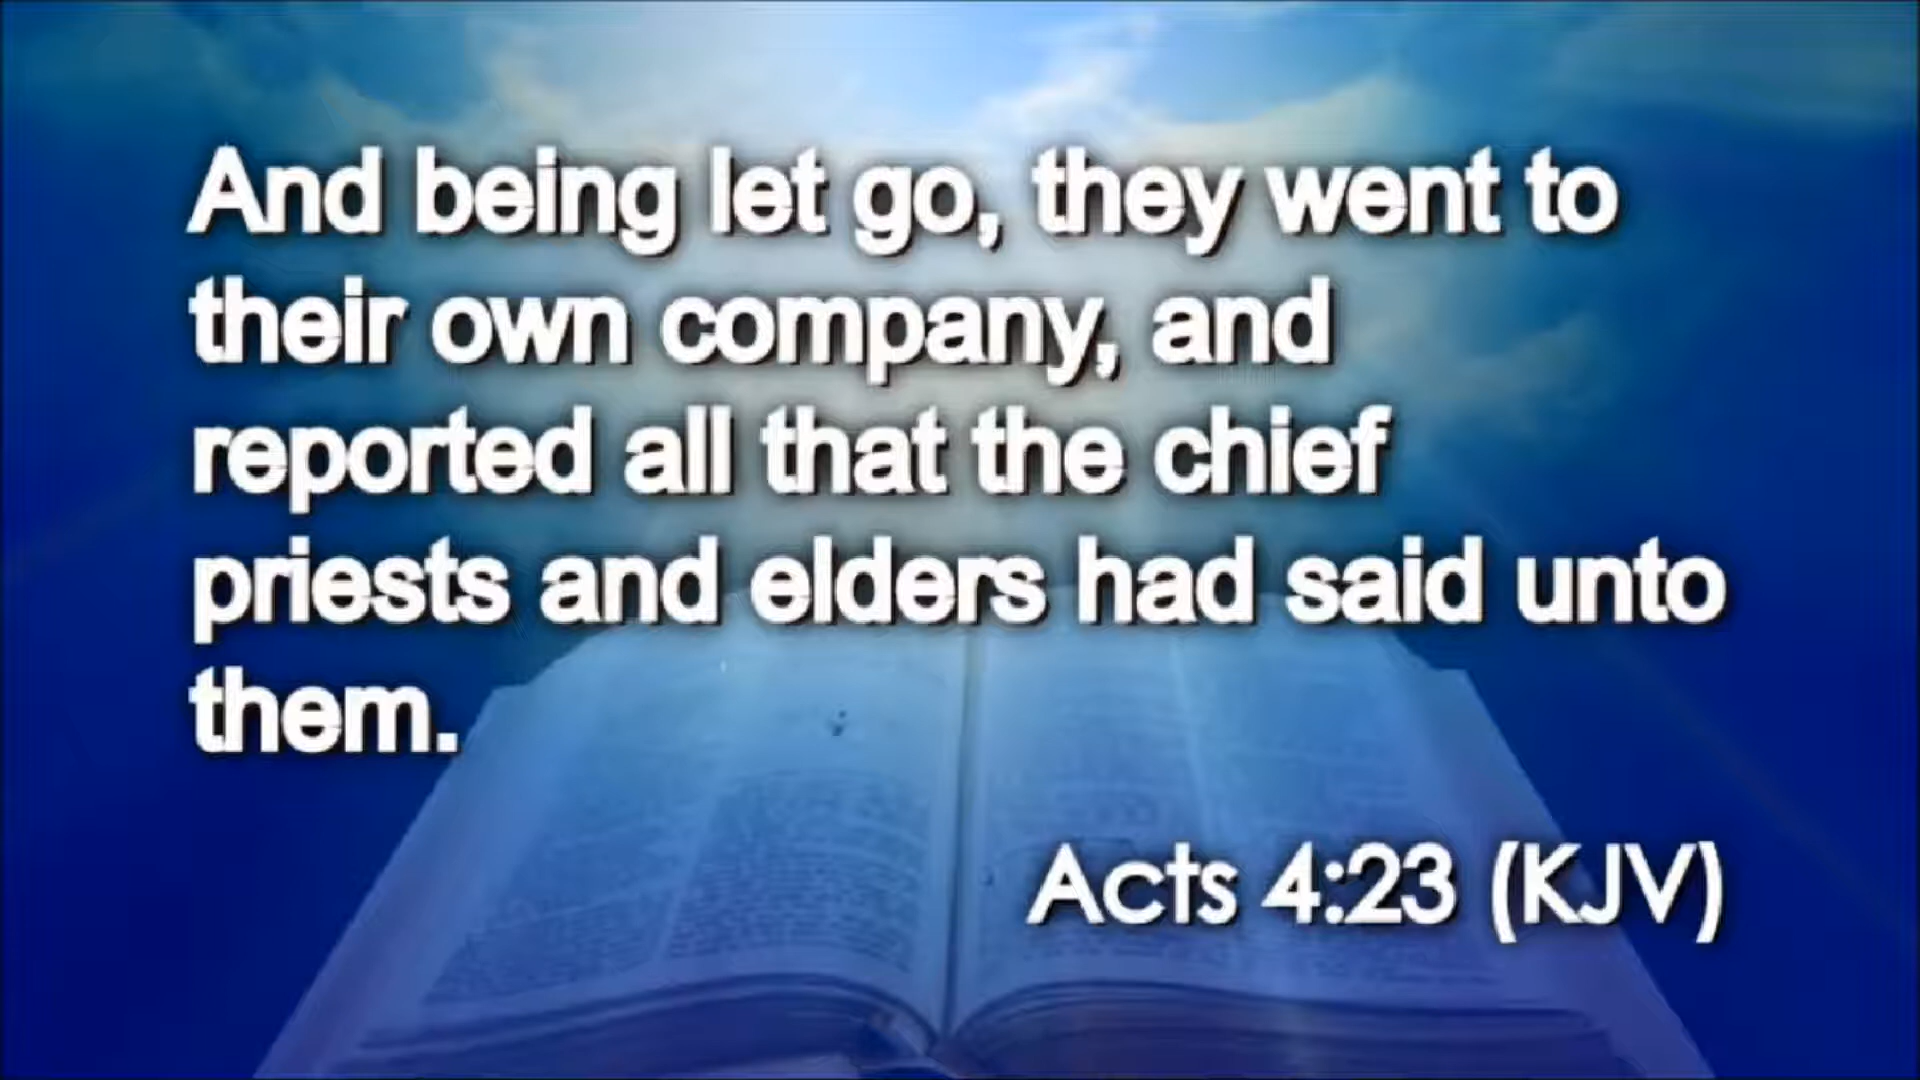 And being let go, they went to
their own company, and
reported all that the chief
priests and elders had said unto
them.
Acts 4:23 (KJV)